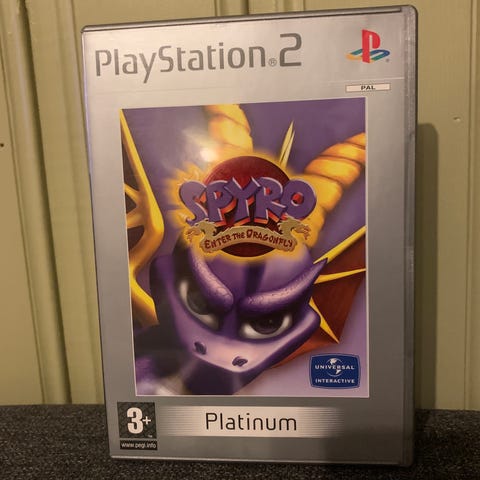 PlayStation®2
PAL
SPYRO
ENTER THE DRAGONFLY
UNIVERSAL
INTERACTIVE
3+
www.pegi.info
Platinum